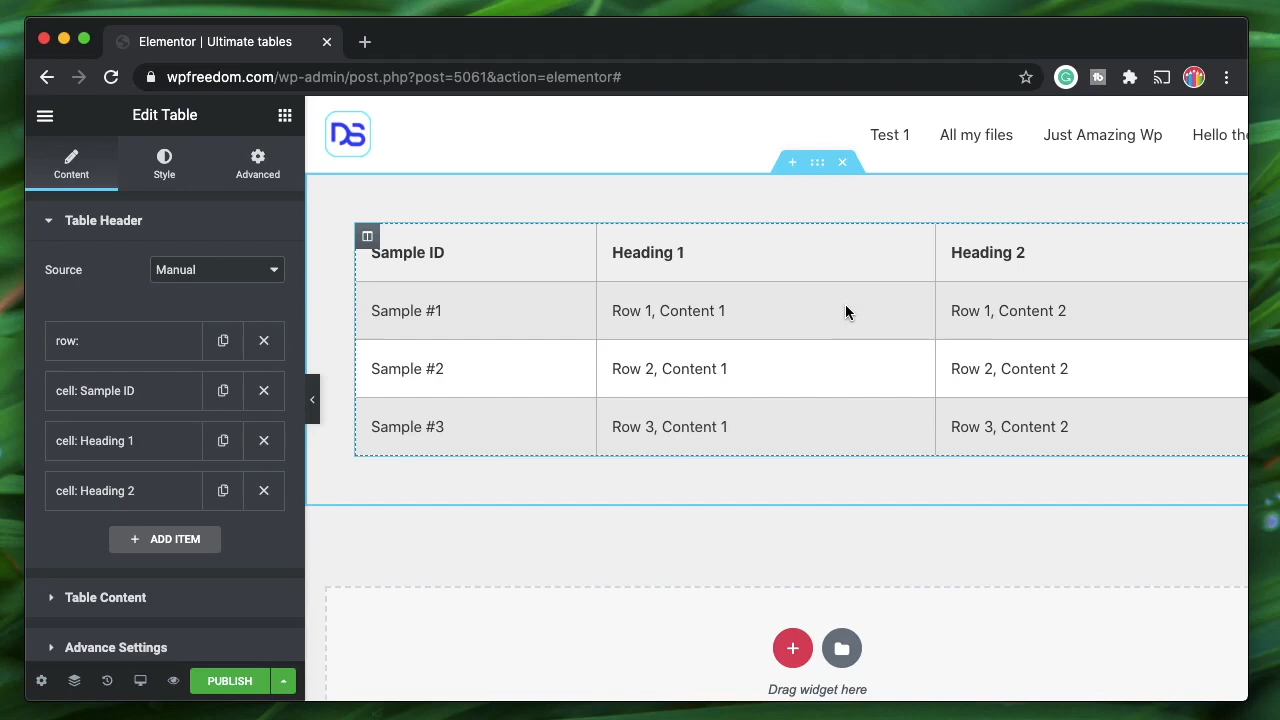 Elementor | Ultimate tables
wpfreedom.com/wp-admin/post.php?post=5061&action=elementor#
Edit Table
Content
Style
Advanced
Table Header
Source
Manual
row:
cell: Sample ID
cell: Heading 1
cell: Heading 2
ADD ITEM
Table Content
Advance Settings
PUBLISH
DS
Test 1
All my files
Just Amazing Wp
Hello
Sample ID
Heading 1
Heading 2
Sample #1
Row 1, Content 1
Row 1, Content 2
Sample #2
Row 2, Content 1
Row 2, Content 2
Sample #3
Row 3, Content 1
Row 3, Content 2
Drag widget here